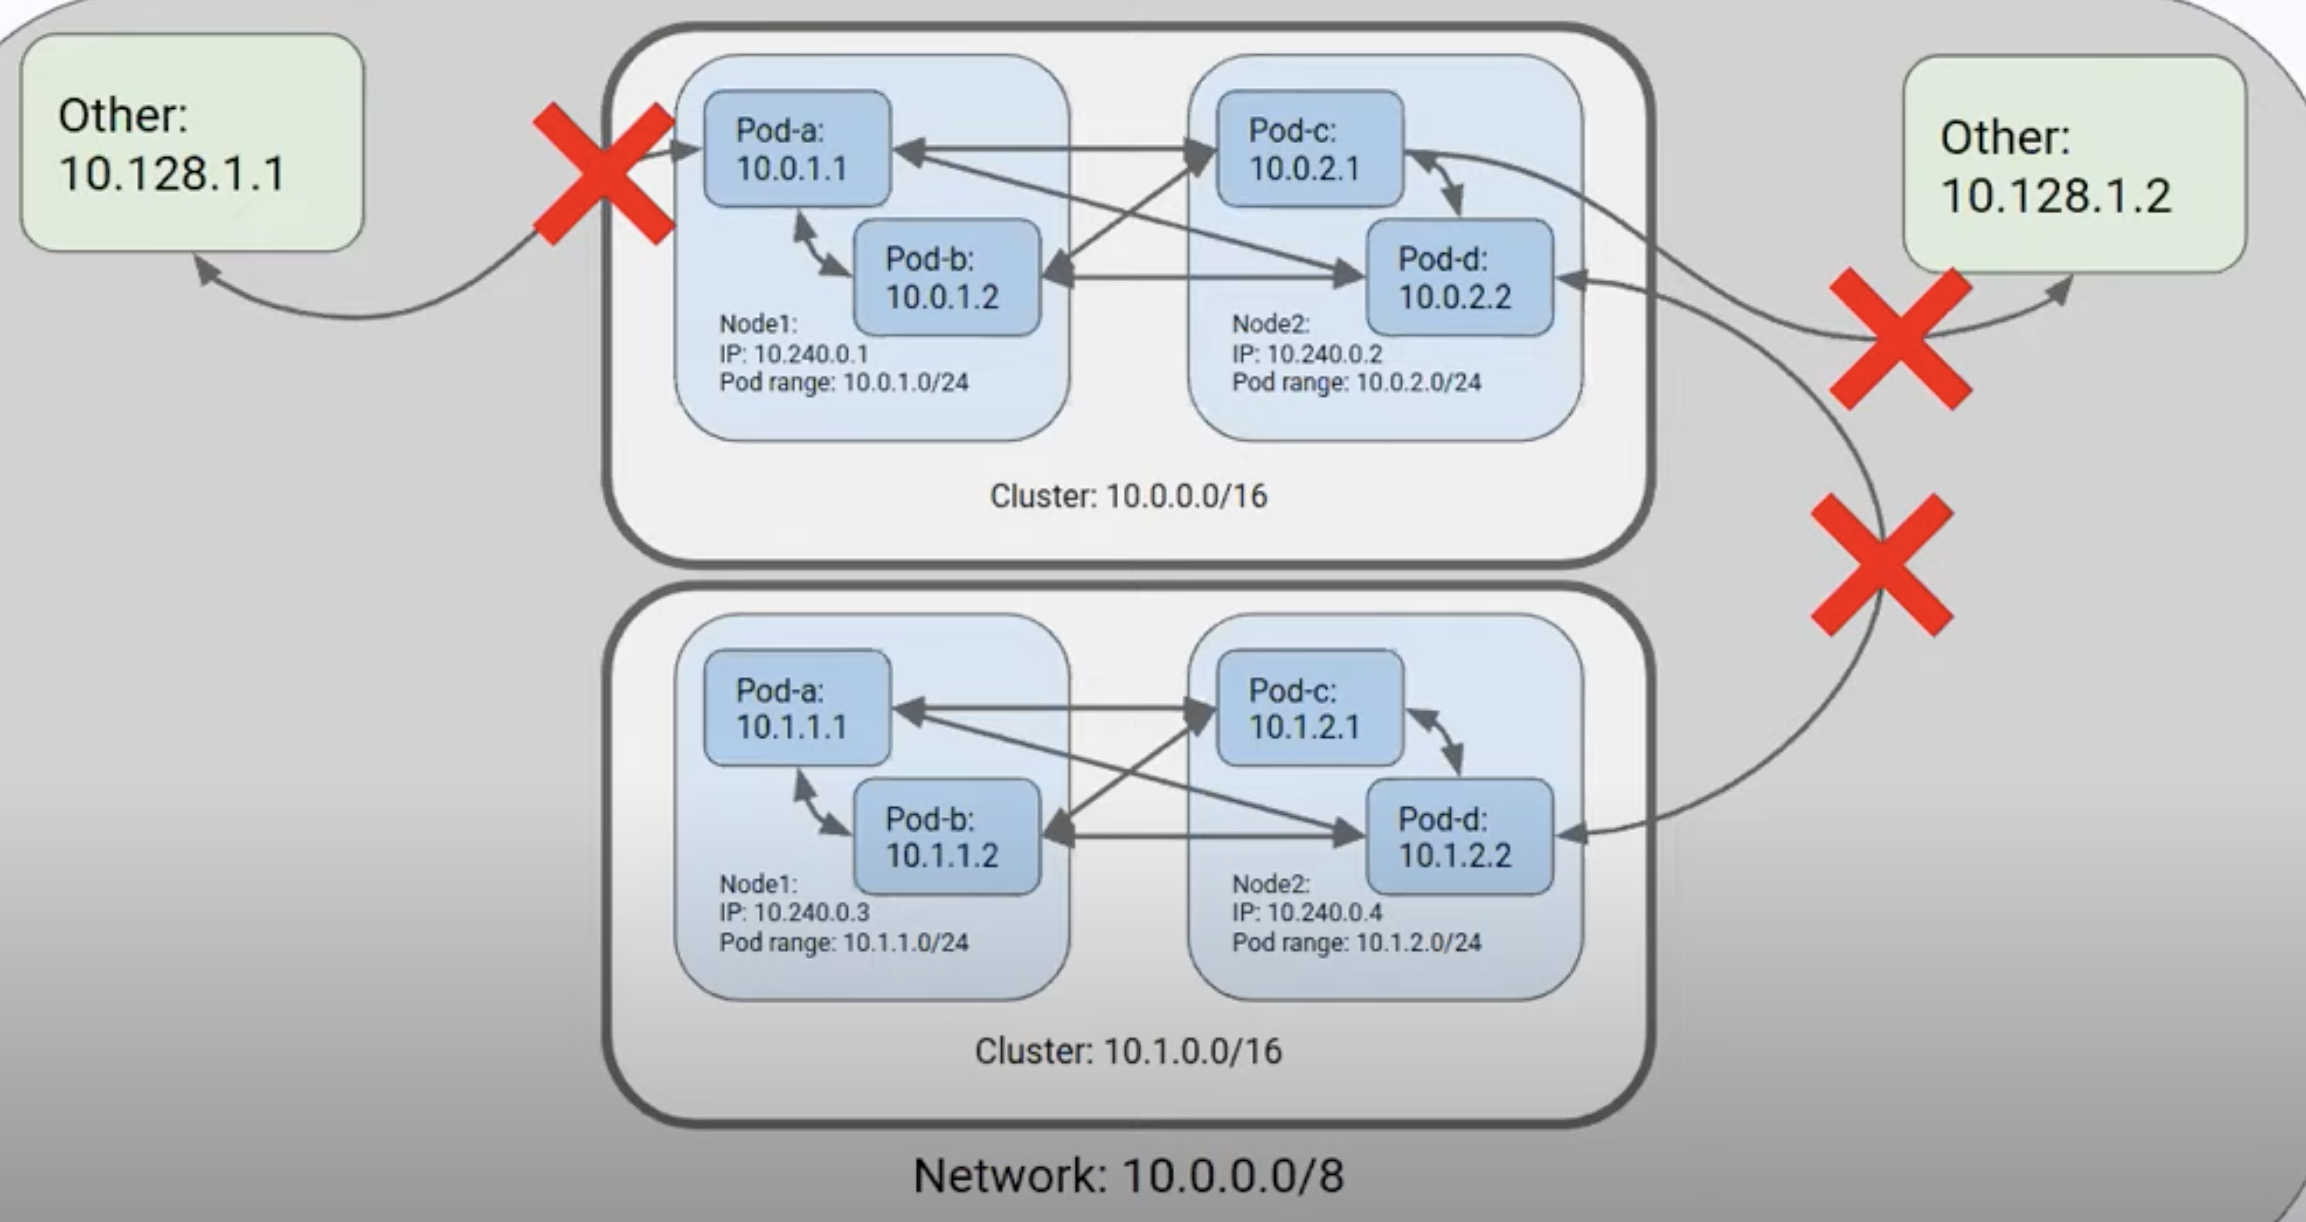 Other:
10.128.1.1
Pod-a:
10.0.1.1
Pod-b:
10.0.1.2
Node1:
IP: 10.240.0.1
Pod range: 10.0.1.0/24
Pod-c:
10.0.2.1
Pod-d:
10.0.2.2
Node2:
IP: 10.240.0.2
Pod range: 10.0.2.0/24
Cluster: 10.0.0.0/16
Other:
10.128.1.2
Pod-a:
10.1.1.1
Pod-b:
10.1.1.2
Node1:
IP: 10.240.0.3
Pod range: 10.1.1.0/24
Pod-c:
10.1.2.1
Pod-d:
10.1.2.2
Node2:
IP: 10.240.0.4
Pod range: 10.1.2.0/24
Cluster: 10.1.0.0/16
Network: 10.0.0.0/8